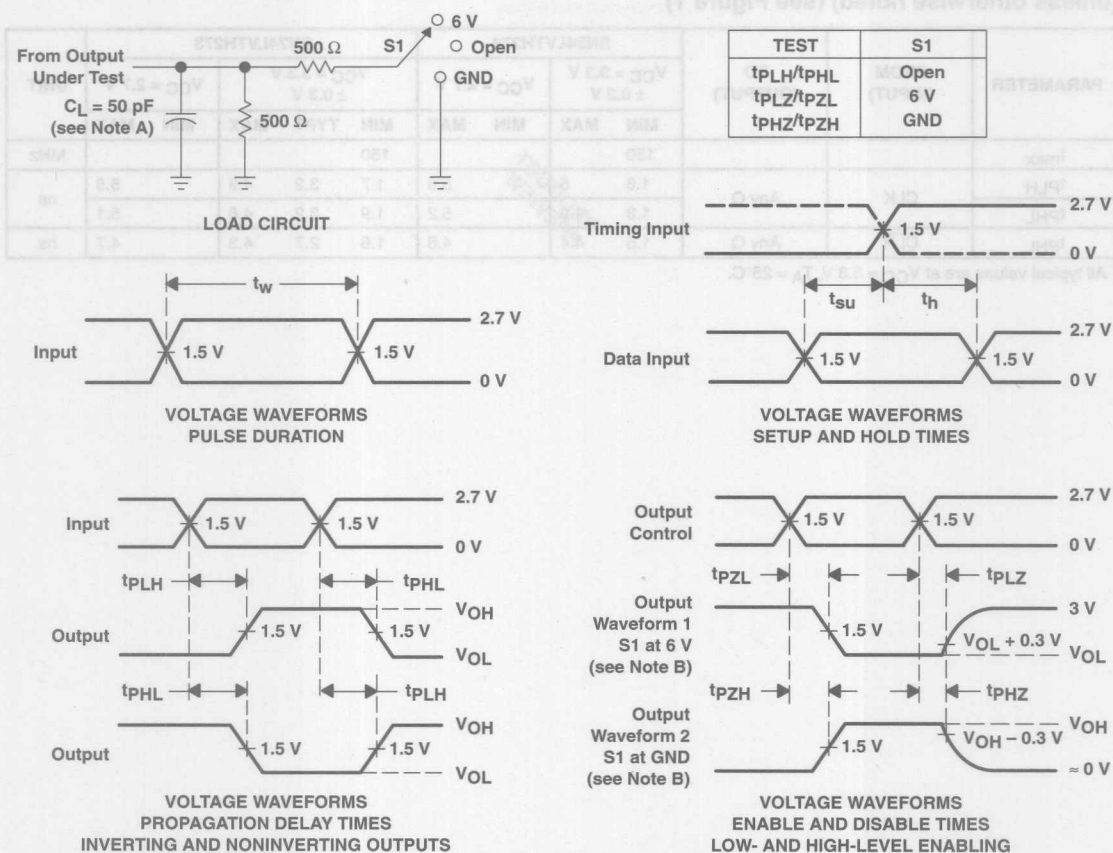 From Output
Under Test
C_L = 50 pF
(see Note A)
500 Ω
500 Ω
S1
6 V
Open
GND
LOAD CIRCUIT
TEST S1
tPLH/tPHL Open
tPLZ/tPZL 6 V
tPHZ/tPZH GND
Timing Input
2.7 V
1.5 V
0 V
tsu
th
Data Input
2.7 V
1.5 V
1.5 V
0 V
VOLTAGE WAVEFORMS
SETUP AND HOLD TIMES
tw
Input
2.7 V
1.5 V
1.5 V
0 V
VOLTAGE WAVEFORMS
PULSE DURATION
Input
2.7 V
1.5 V
1.5 V
0 V
tPLH
tPHL
Output
VOH
1.5 V
1.5 V
VOL
tPHL
tPLH
Output
VOH
1.5 V
1.5 V
VOL
VOLTAGE WAVEFORMS
PROPAGATION DELAY TIMES
INVERTING AND NONINVERTING OUTPUTS
Output
Control
2.7 V
1.5 V
1.5 V
0 V
tPZL
tPLZ
Output
Waveform 1
S1 at 6 V
(see Note B)
3 V
1.5 V
VOL + 0.3 V
VOL
tPZH
tPHZ
Output
Waveform 2
S1 at GND
(see Note B)
VOH
1.5 V
VOH − 0.3 V
≈ 0 V
VOLTAGE WAVEFORMS
ENABLE AND DISABLE TIMES
LOW- AND HIGH-LEVEL ENABLING